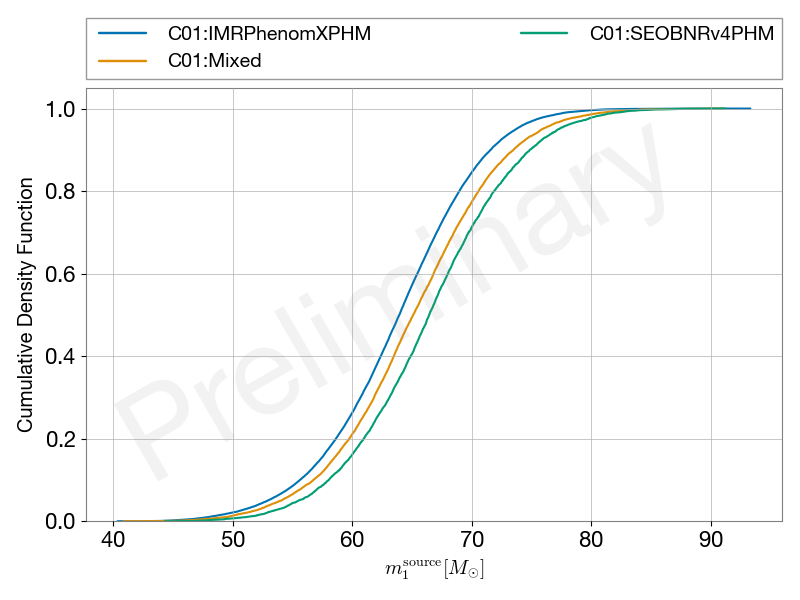 C01:IMRPhenomXPHM
C01:Mixed
C01:SEOBNRv4PHM
Cumulative Density Function
1.0
0.8
0.6
0.4
0.2
0.0
Preliminary
40 50 60 70 80 90
m₁^source [M⊙]